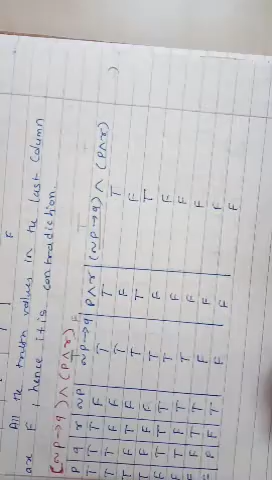 F
All the truth values in the last column
are F, hence it is contradiction.
(~p→q) ∧ (p∧r)
p q r ~p ~p→q p∧r (~p→q) ∧ (p∧r)
T T T F T T T
T T F F T F F
T F T F T T T
T F F F T F F
F T T T T F F
F T F T T F F
F F T T F F F
F F F T F F F